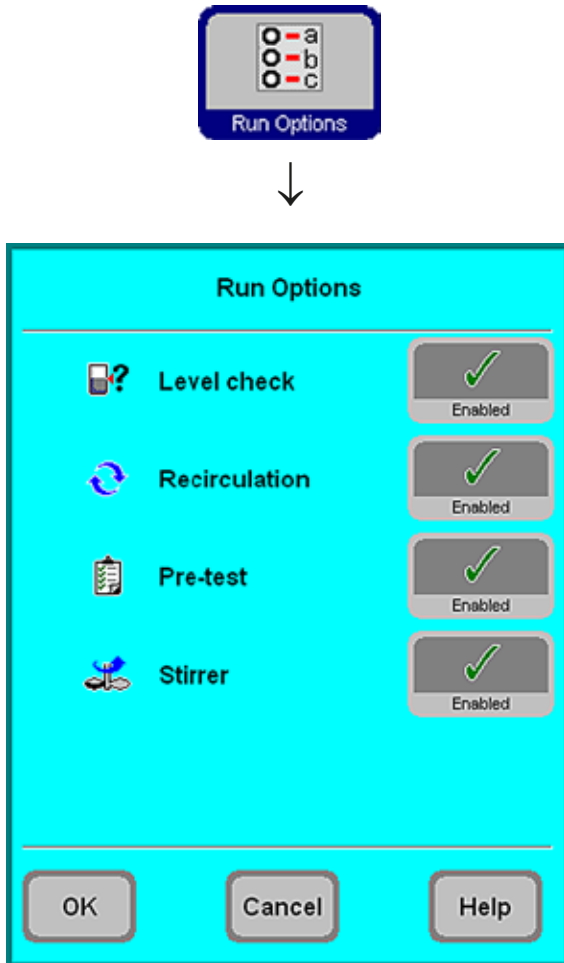 a
b
c
Run Options
↓
Run Options
? Level check
Enabled
Recirculation
Enabled
Pre-test
Enabled
Stirrer
Enabled
OK Cancel Help